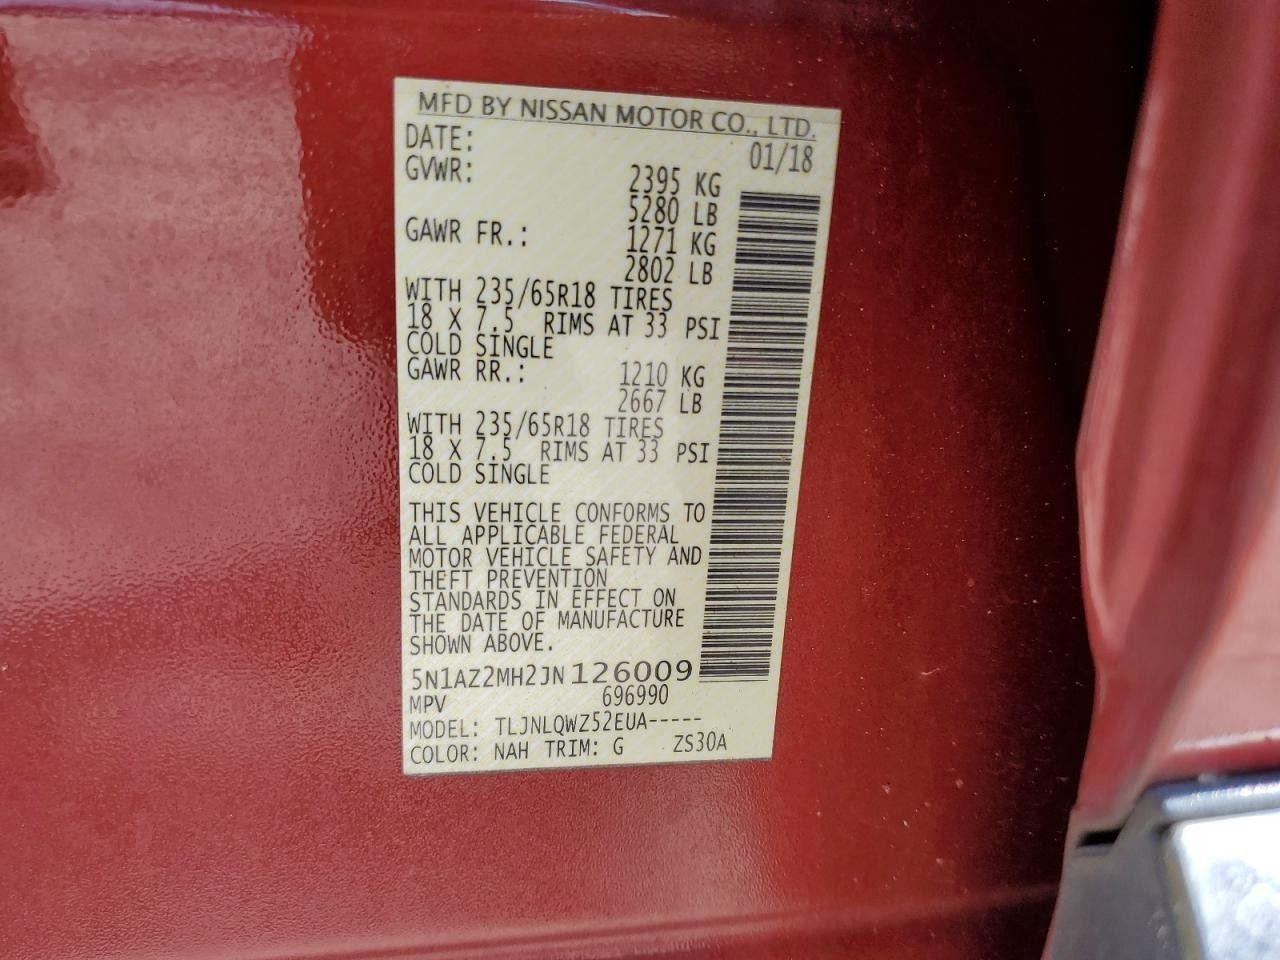 MFD BY NISSAN MOTOR CO., LTD.
DATE: 01/18
GVWR: 2395 KG
5280 LB
GAWR FR.: 1271 KG
2802 LB
WITH 235/65R18 TIRES
18 X 7.5 RIMS AT 33 PSI
COLD SINGLE
GAWR RR.: 1210 KG
2667 LB
WITH 235/65R18 TIRES
18 X 7.5 RIMS AT 33 PSI
COLD SINGLE
THIS VEHICLE CONFORMS TO
ALL APPLICABLE FEDERAL
MOTOR VEHICLE SAFETY AND
THEFT PREVENTION
STANDARDS IN EFFECT ON
THE DATE OF MANUFACTURE
SHOWN ABOVE.
5N1AZ2MH2JN126009
MPV 696990
MODEL: TLJNLQWZ52EUA-----
COLOR: NAH TRIM: G ZS30A